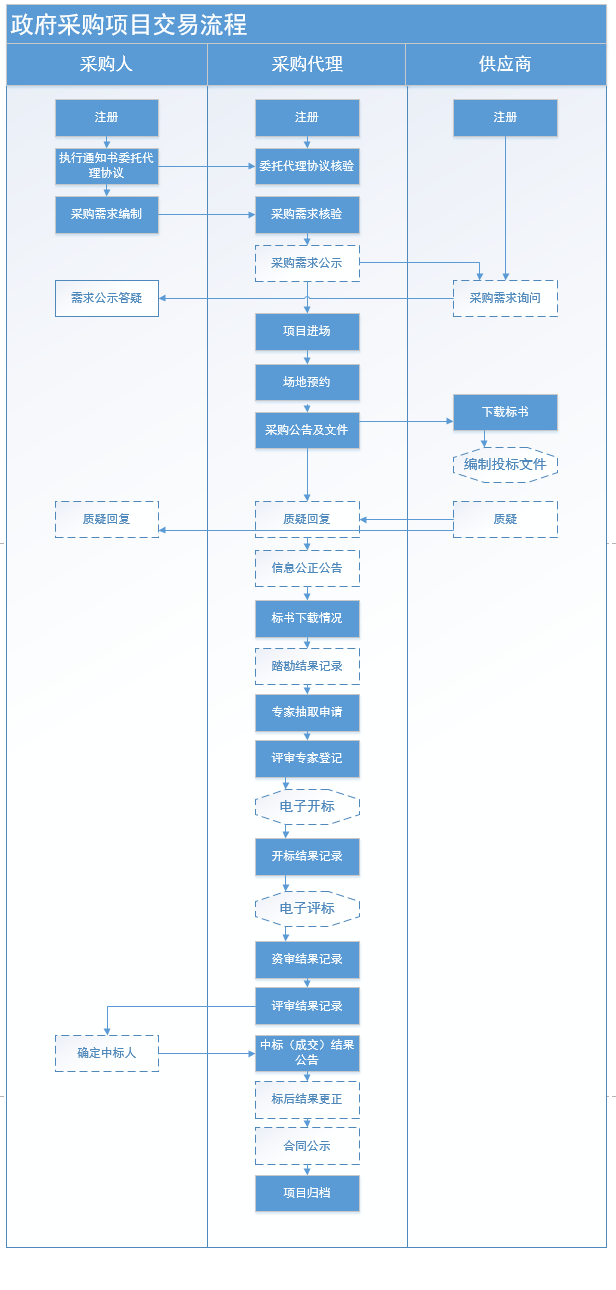 政府采购项目交易流程
采购人
采购代理
供应商
注册
注册
注册
执行通知书委托代
理协议
委托代理协议核验
采购需求编制
采购需求核验
采购需求公示
需求公示答疑
采购需求询问
项目进场
场地预约
下载标书
采购公告及文件
编制投标文件
质疑回复
质疑回复
质疑
信息公正公告
标书下载情况
踏勘结果记录
专家抽取申请
评审专家登记
电子开标
开标结果记录
电子评标
资审结果记录
评审结果记录
确定中标人
中标（成交）结果
公告
标后结果更正
合同公示
项目归档